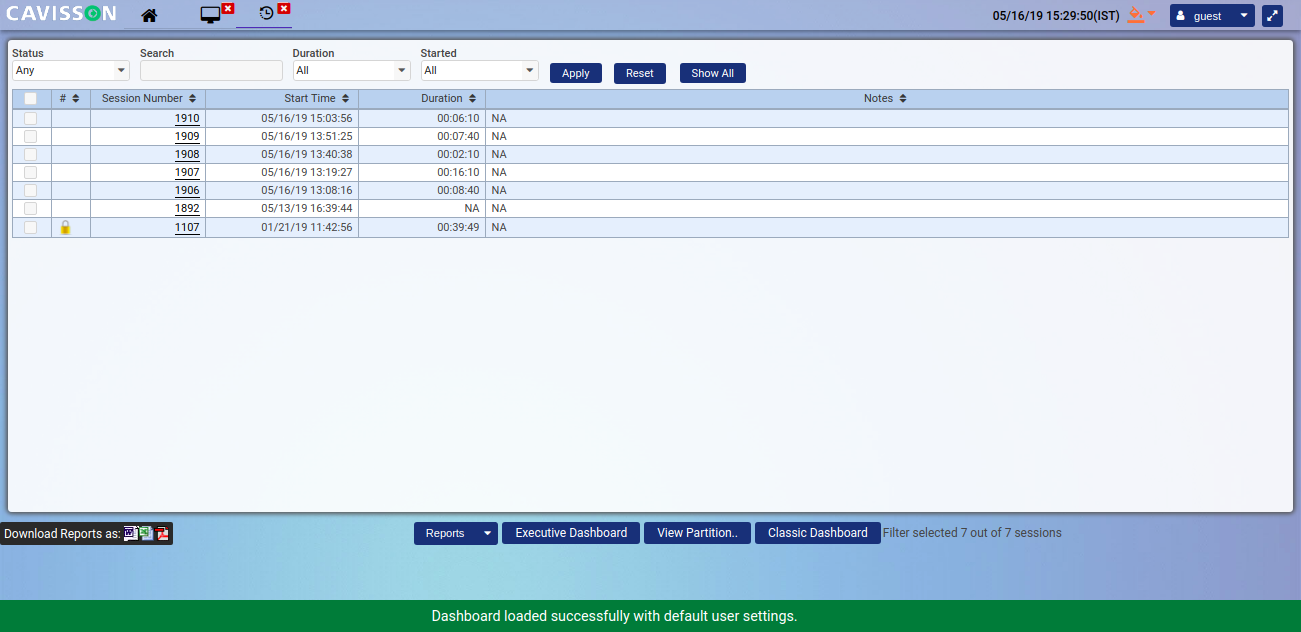 CAVISSON
05/16/19 15:29:50(IST) guest
Status Search Duration Started
Any All All Apply Reset Show All
# Session Number Start Time Duration Notes
1910 05/16/19 15:03:56 00:06:10 NA
1909 05/16/19 13:51:25 00:07:40 NA
1908 05/16/19 13:40:38 00:02:10 NA
1907 05/16/19 13:19:27 00:16:10 NA
1906 05/16/19 13:08:16 00:08:40 NA
1892 05/13/19 16:39:44 NA NA
1107 01/21/19 11:42:56 00:39:49 NA
Download Reports as: Reports Executive Dashboard View Partition.. Classic Dashboard Filter selected 7 out of 7 sessions
Dashboard loaded successfully with default user settings.